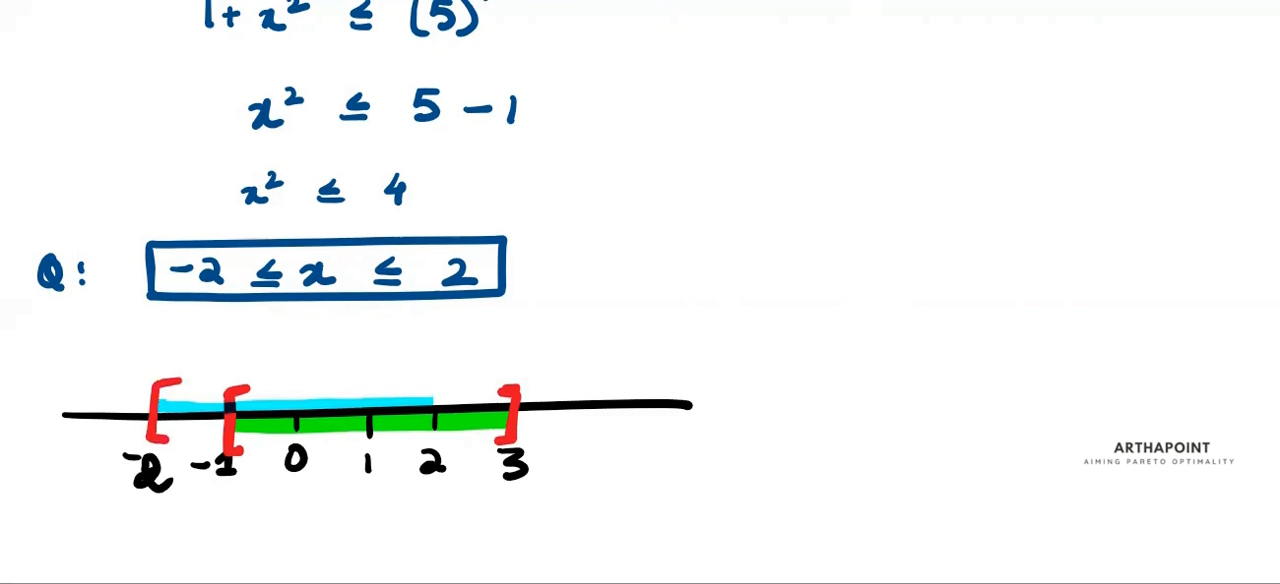 1 + x² ≤ (5)
x² ≤ 5 - 1
x² ≤ 4
Q: -2 ≤ x ≤ 2
-2 -1 0 1 2 3
ARTHAPOINT
AIMING PARETO OPTIMALITY